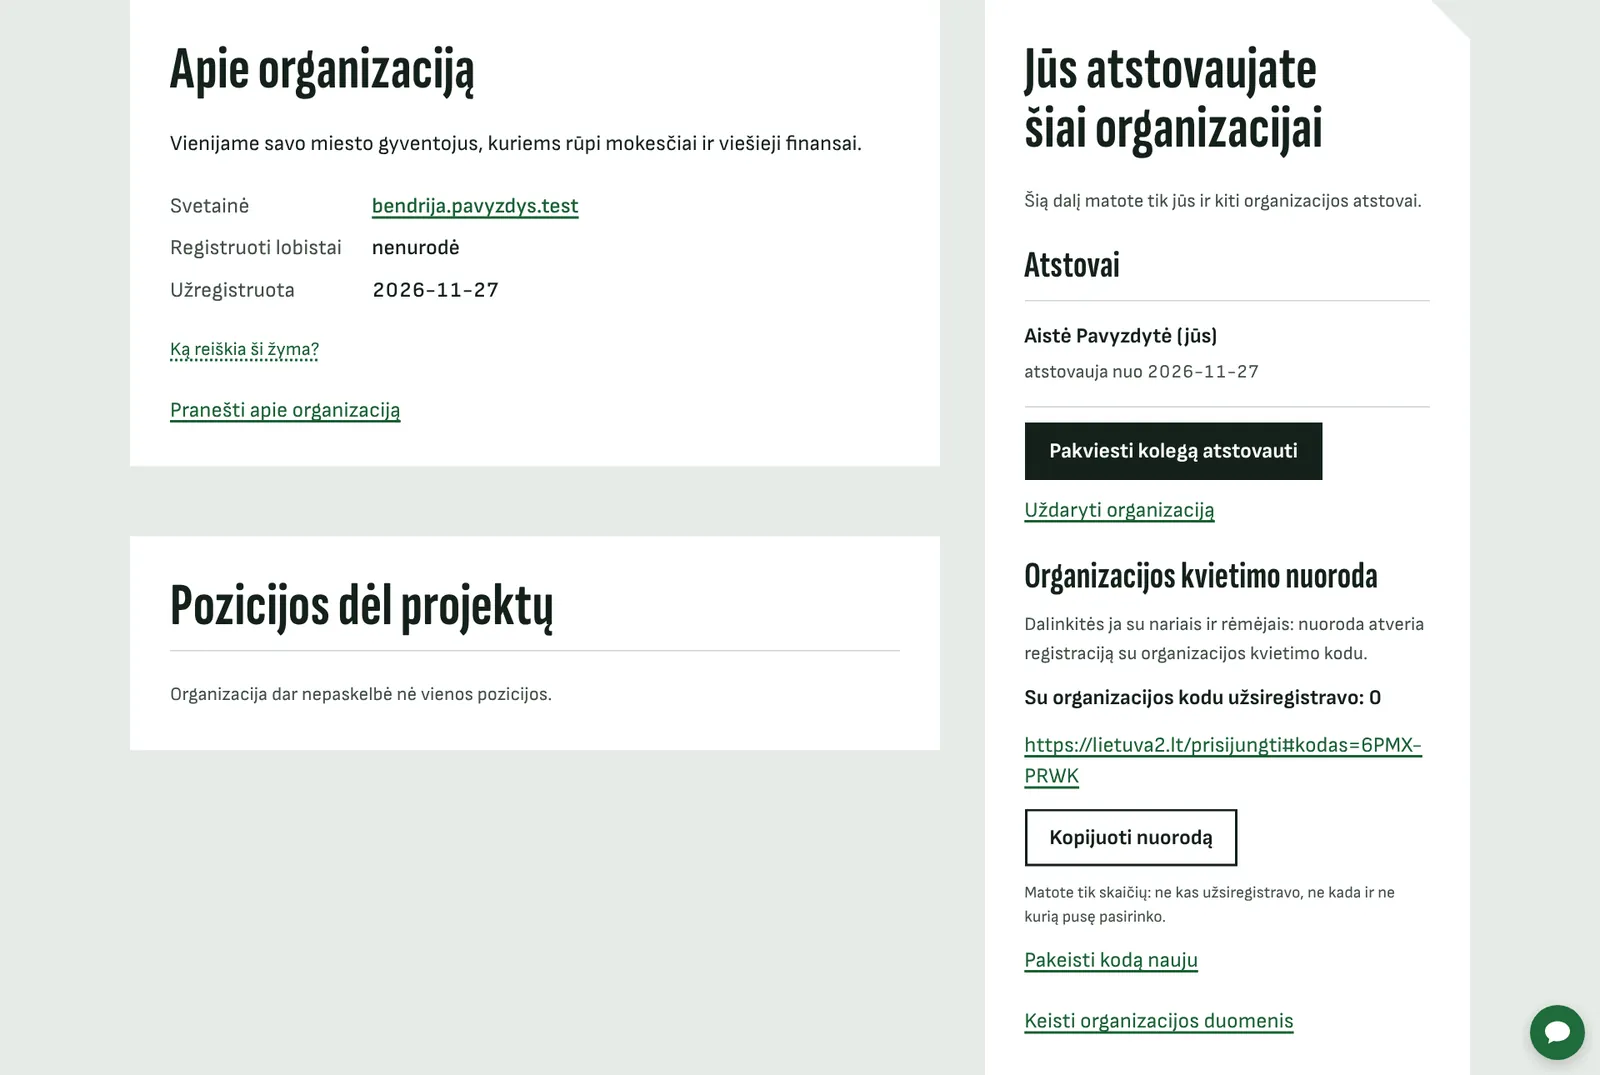 Apie organizaciją
Vienijame savo miesto gyventojus, kuriems rūpi mokesčiai ir viešieji finansai.
Svetainė bendrija.pavyzdys.test
Registruoti lobistai nenurodė
Užregistruota 2026-11-27
Ką reiškia ši žyma?
Pranešti apie organizaciją
Pozicijos dėl projektų
Organizacija dar nepaskelbė nė vienos pozicijos.
Jūs atstovaujate
šiai organizacijai
Šią dalį matote tik jūs ir kiti organizacijos atstovai.
Atstovai
Aistė Pavyzdytė (jūs)
atstovauja nuo 2026-11-27
Pakviesti kolegą atstovauti
Uždaryti organizaciją
Organizacijos kvietimo nuoroda
Dalinkitės ja su nariais ir rėmėjais: nuoroda atveria
registraciją su organizacijos kvietimo kodu.
Su organizacijos kodu užsiregistravo: 0
https://lietuva2.lt/prisijungti#kodas=6PMX-
PRWK
Kopijuoti nuorodą
Matote tik skaičių: ne kas užsiregistravo, ne kada ir ne
kurią pusę pasirinko.
Pakeisti kodą nauju
Keisti organizacijos duomenis